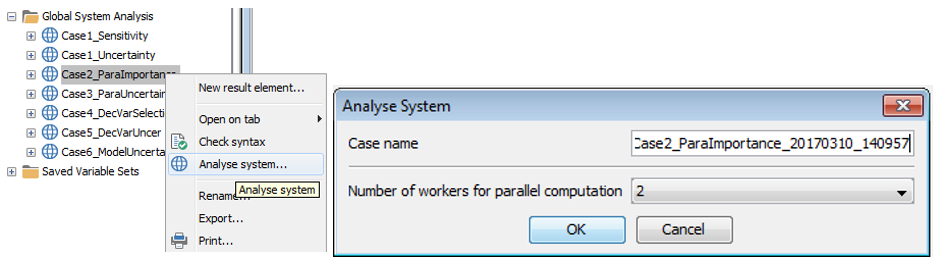 Global System Analysis
Case1_Sensitivity
Case1_Uncertainty
Case2_ParaImportance
Case3_ParaUncertain
Case4_DecVarSelecti
Case5_DecVarUncer
Case6_ModelUncerta
Saved Variable Sets
New result element...
Open on tab
Check syntax
Analyse system...
Rename...
Analyse system
Export...
Print...
Analyse System
Case name
Case2_ParaImportance_20170310_140957
Number of workers for parallel computation
2
OK
Cancel